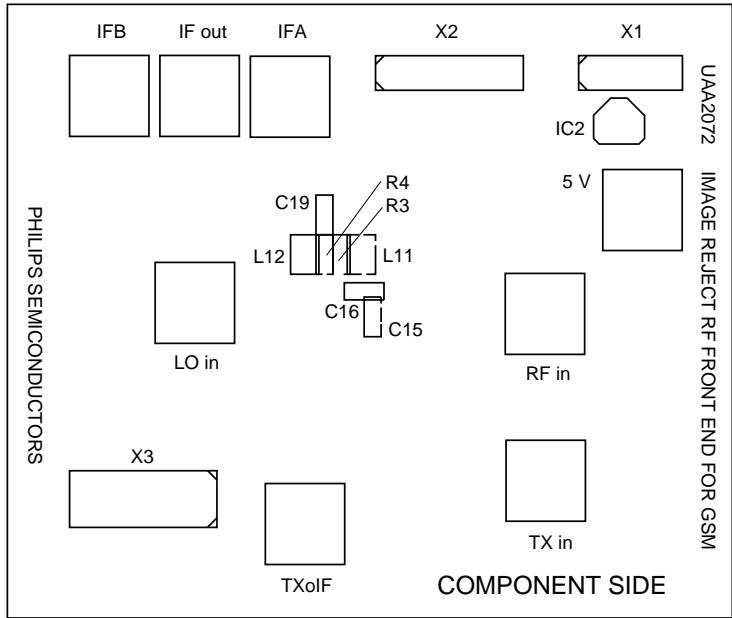 IFB
IF out
IFA
X2
X1
UAA2072
IC2
5 V
IMAGE REJECT RF FRONT END FOR GSM
PHILIPS SEMICONDUCTORS
C19
R4
R3
L12
L11
C16
C15
LO in
RF in
X3
TXoIF
TX in
COMPONENT SIDE